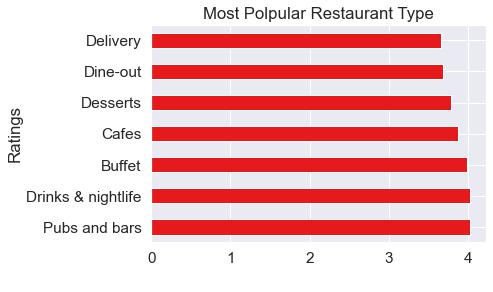 Most Polpular Restaurant Type
Ratings
Delivery
Dine-out
Desserts
Cafes
Buffet
Drinks & nightlife
Pubs and bars
0 1 2 3 4